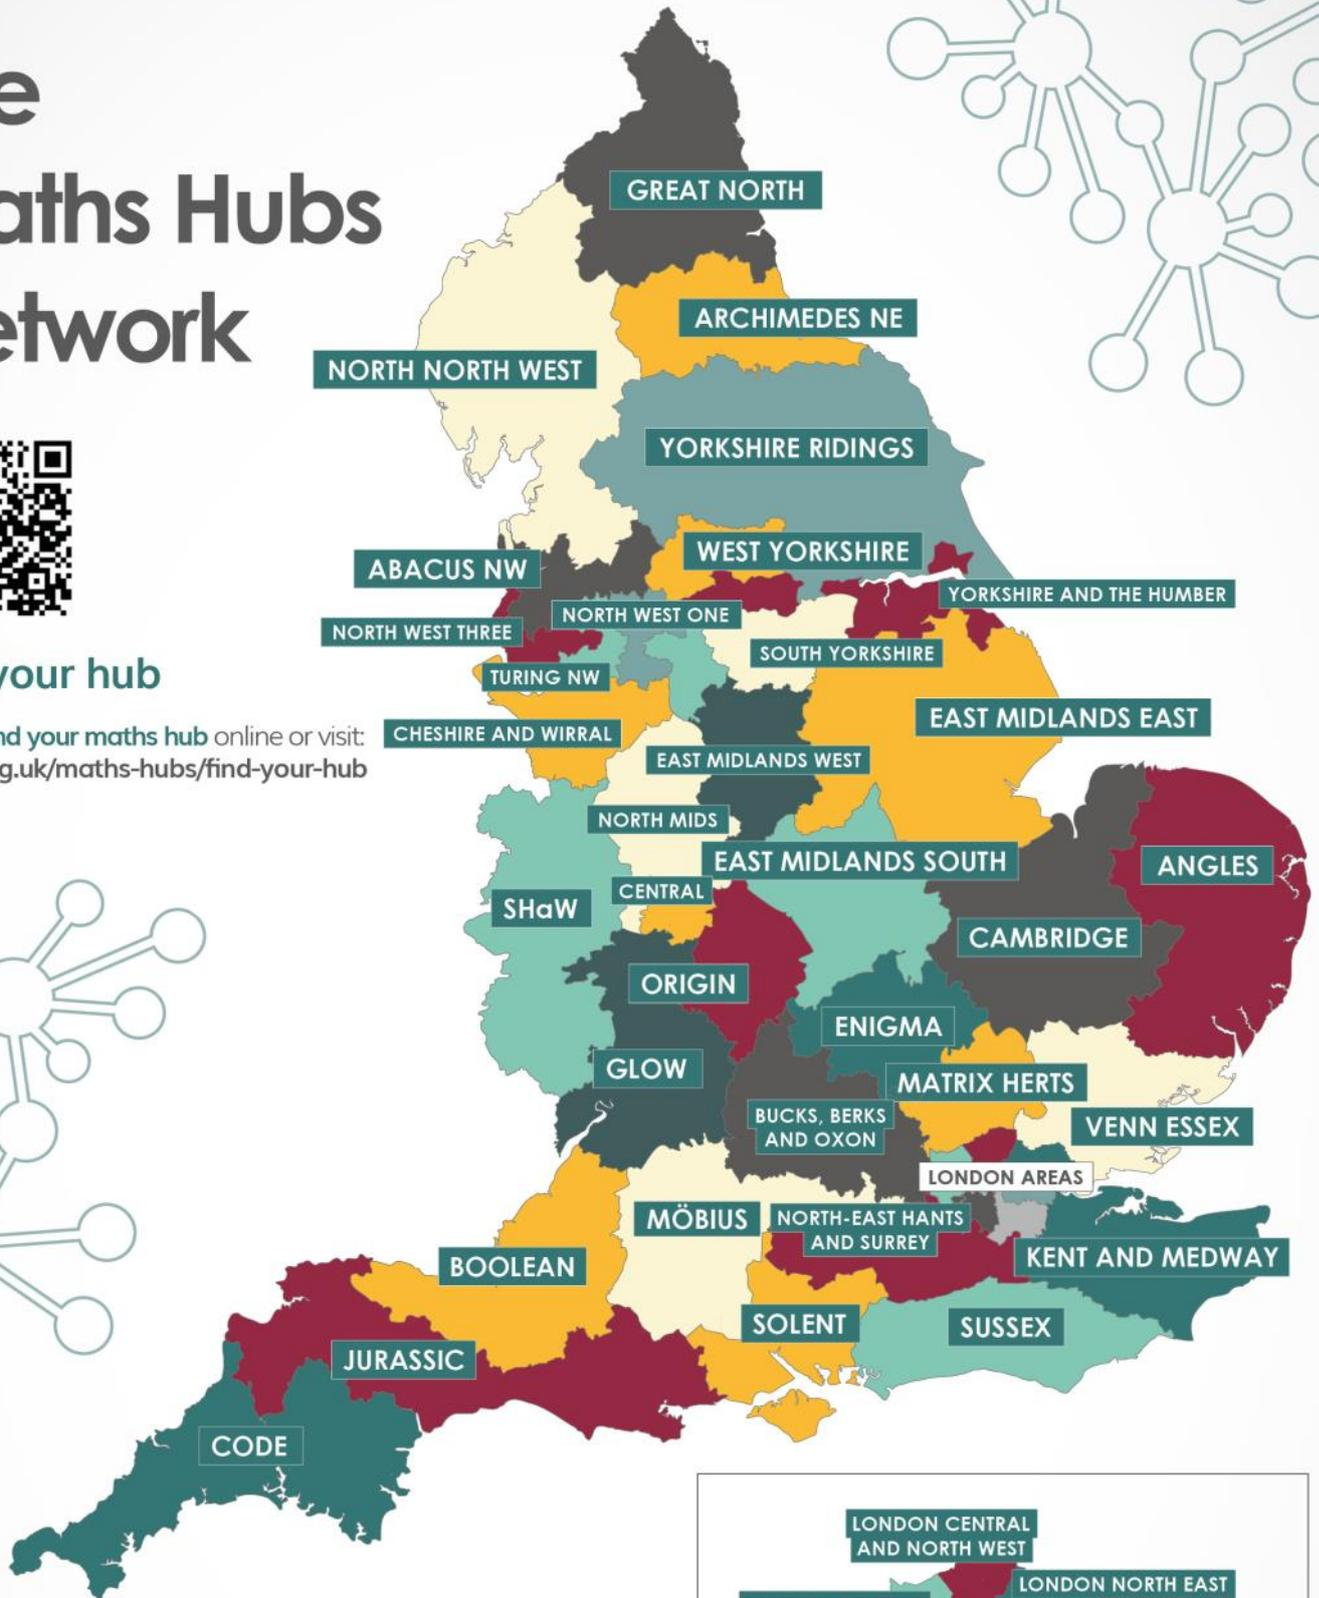 e
aths Hubs
etwork
your hub
nd your maths hub online or visit:
g.uk/maths-hubs/find-your-hub
GREAT NORTH
ARCHIMEDES NE
NORTH NORTH WEST
YORKSHIRE RIDINGS
WEST YORKSHIRE
ABACUS NW
YORKSHIRE AND THE HUMBER
NORTH WEST ONE
NORTH WEST THREE
SOUTH YORKSHIRE
TURING NW
EAST MIDLANDS EAST
CHESHIRE AND WIRRAL
EAST MIDLANDS WEST
NORTH MIDS
EAST MIDLANDS SOUTH
ANGLES
CENTRAL
SHaW
CAMBRIDGE
ORIGIN
ENIGMA
GLOW
MATRIX HERTS
BUCKS, BERKS
AND OXON
VENN ESSEX
LONDON AREAS
MÖBIUS
NORTH-EAST HANTS
AND SURREY
KENT AND MEDWAY
BOOLEAN
SOLENT
SUSSEX
JURASSIC
CODE
LONDON CENTRAL
AND NORTH WEST
LONDON NORTH EAST